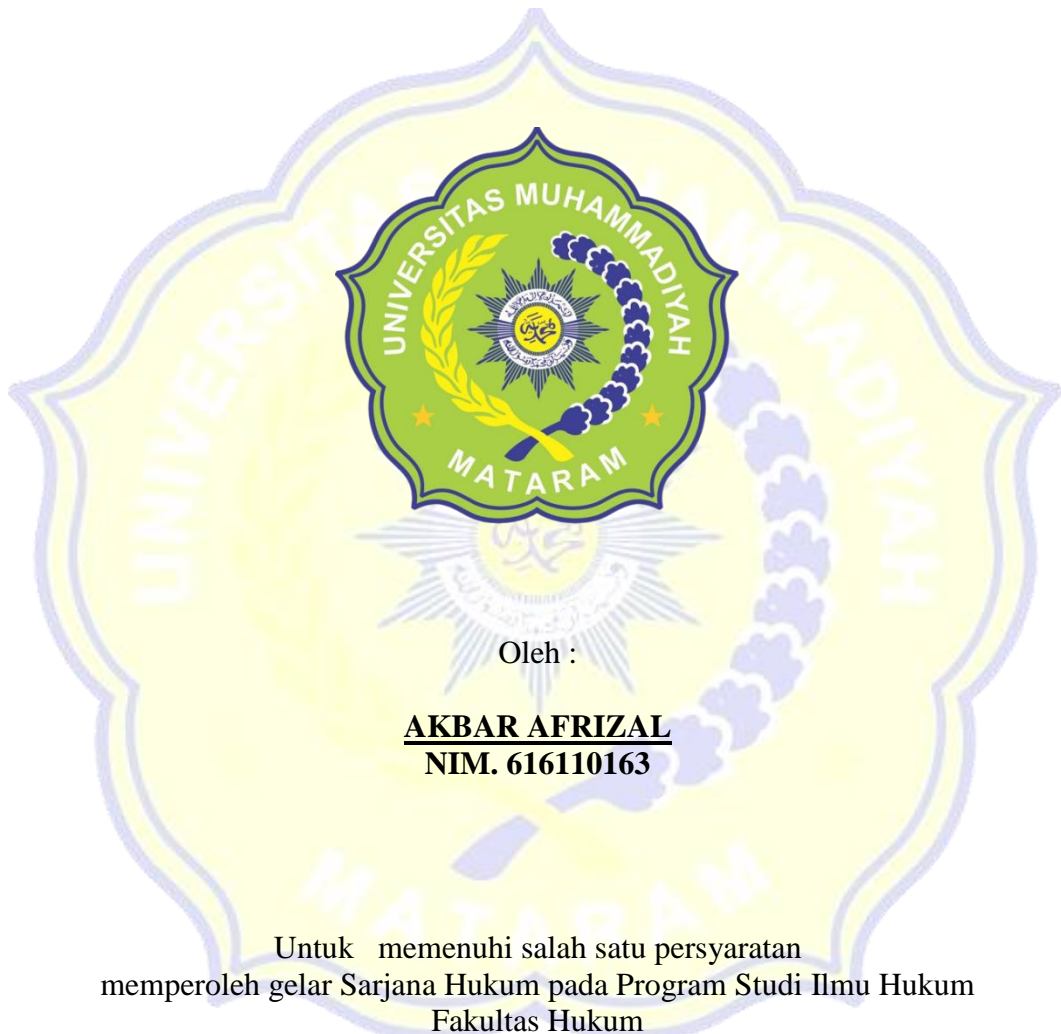 UNIVERSITAS MUHAMMADIYAH
MATARAM
Oleh :
AKBAR AFRIZAL
NIM. 616110163
Untuk memenuhi salah satu persyaratan
memperoleh gelar Sarjana Hukum pada Program Studi Ilmu Hukum
Fakultas Hukum